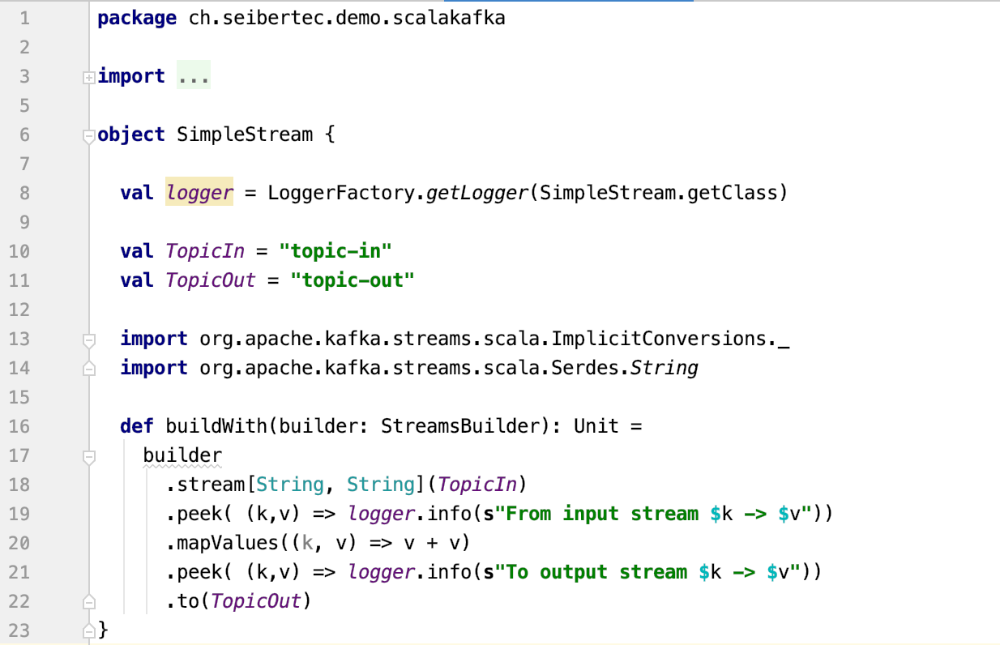 1 package ch.seibertec.demo.scalakafka
2
3 import ...
5
6 object SimpleStream {
7
8   val logger = LoggerFactory.getLogger(SimpleStream.getClass)
9
10   val TopicIn = "topic-in"
11   val TopicOut = "topic-out"
12
13   import org.apache.kafka.streams.scala.ImplicitConversions._
14   import org.apache.kafka.streams.scala.Serdes.String
15
16   def buildWith(builder: StreamsBuilder): Unit =
17     builder
18       .stream[String, String](TopicIn)
19       .peek( (k,v) => logger.info(s"From input stream $k -> $v"))
20       .mapValues((k, v) => v + v)
21       .peek( (k,v) => logger.info(s"To output stream $k -> $v"))
22       .to(TopicOut)
23 }